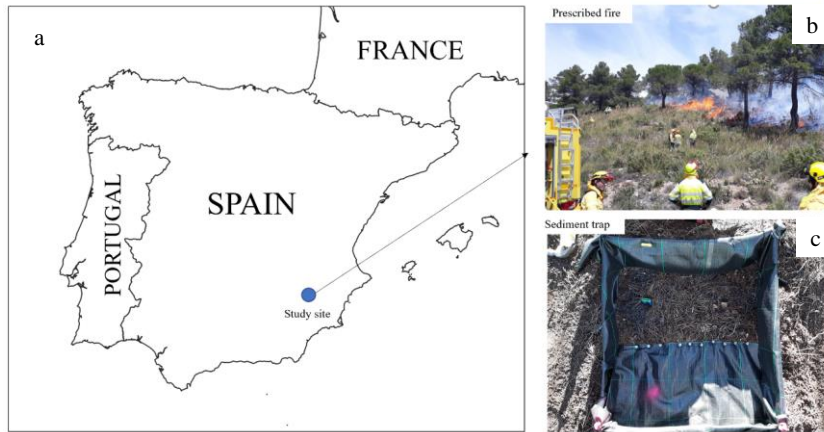 a
FRANCE
PORTUGAL
SPAIN
Study site
Prescribed fire
b
Sediment trap
c